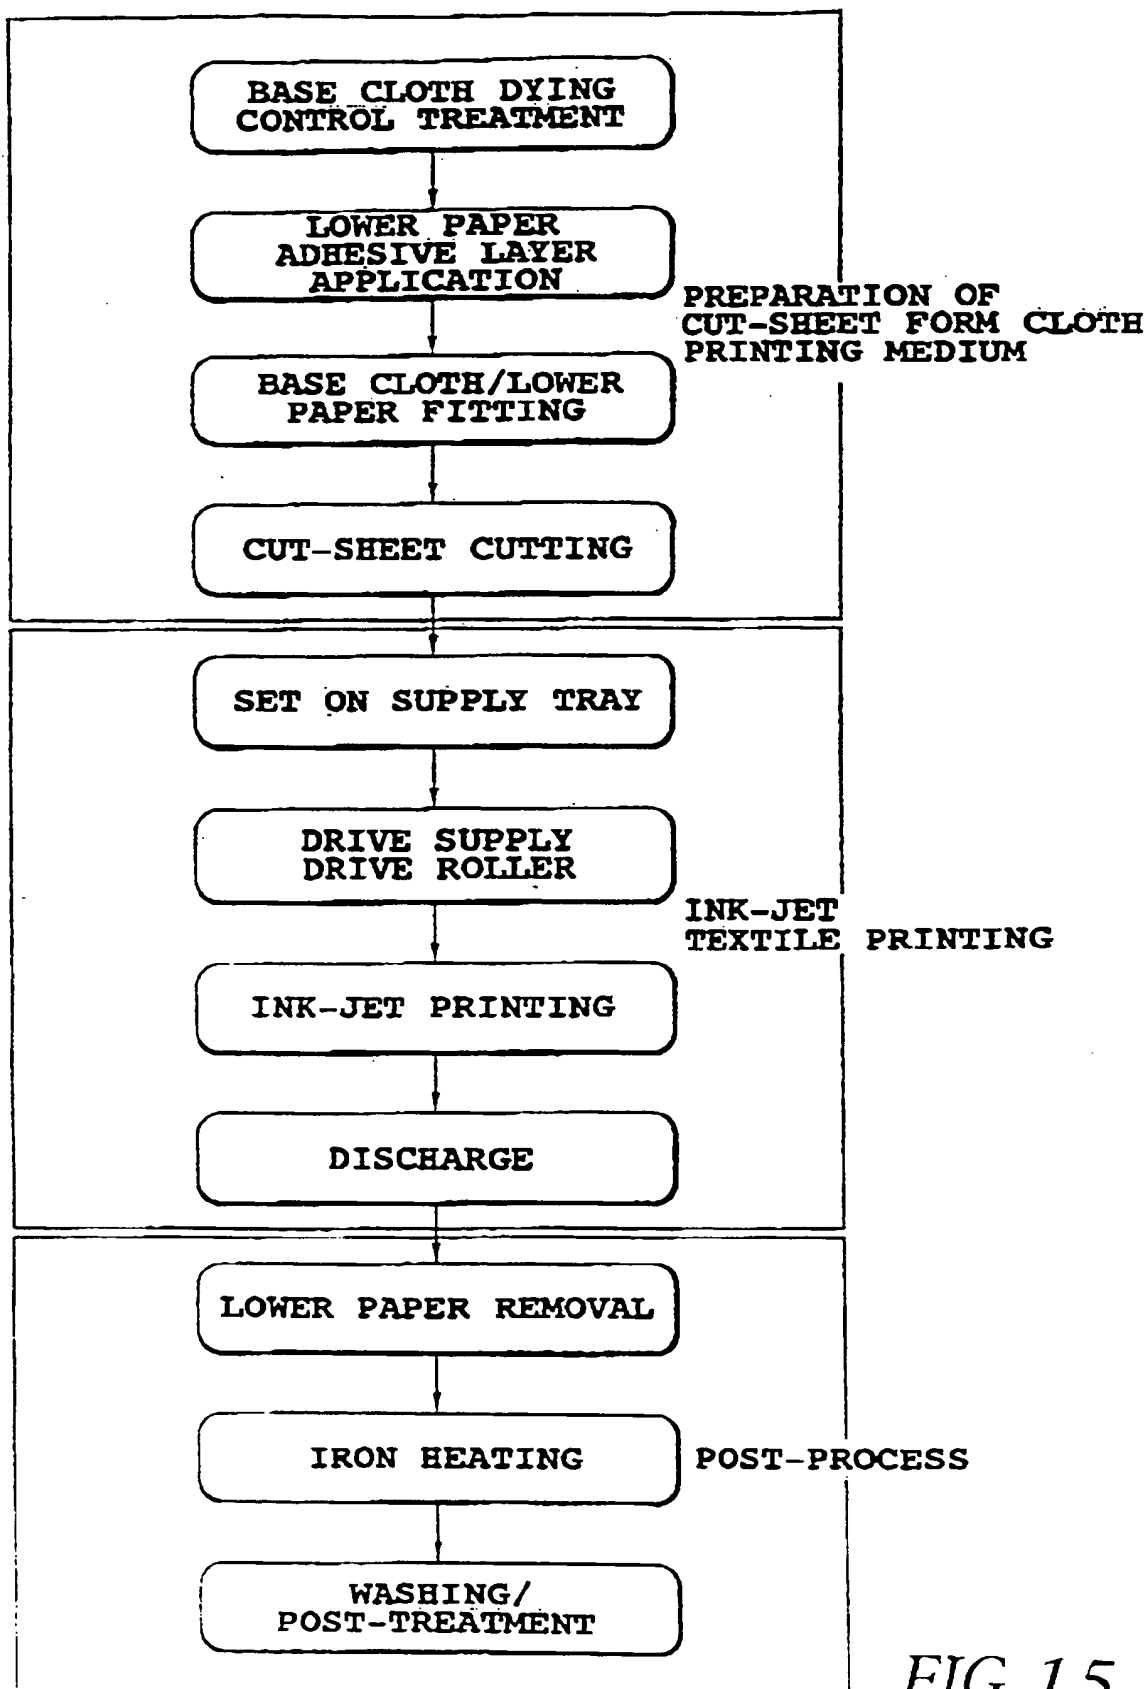 BASE CLOTH DYING
CONTROL TREATMENT
LOWER PAPER
ADHESIVE LAYER
APPLICATION
PREPARATION OF
CUT-SHEET FORM CLOTH
PRINTING MEDIUM
BASE CLOTH/LOWER
PAPER FITTING
CUT-SHEET CUTTING
SET ON SUPPLY TRAY
DRIVE SUPPLY
DRIVE ROLLER
INK-JET
TEXTILE PRINTING
INK-JET PRINTING
DISCHARGE
LOWER PAPER REMOVAL
IRON HEATING
POST-PROCESS
WASHING/
POST-TREATMENT
FIG. 15